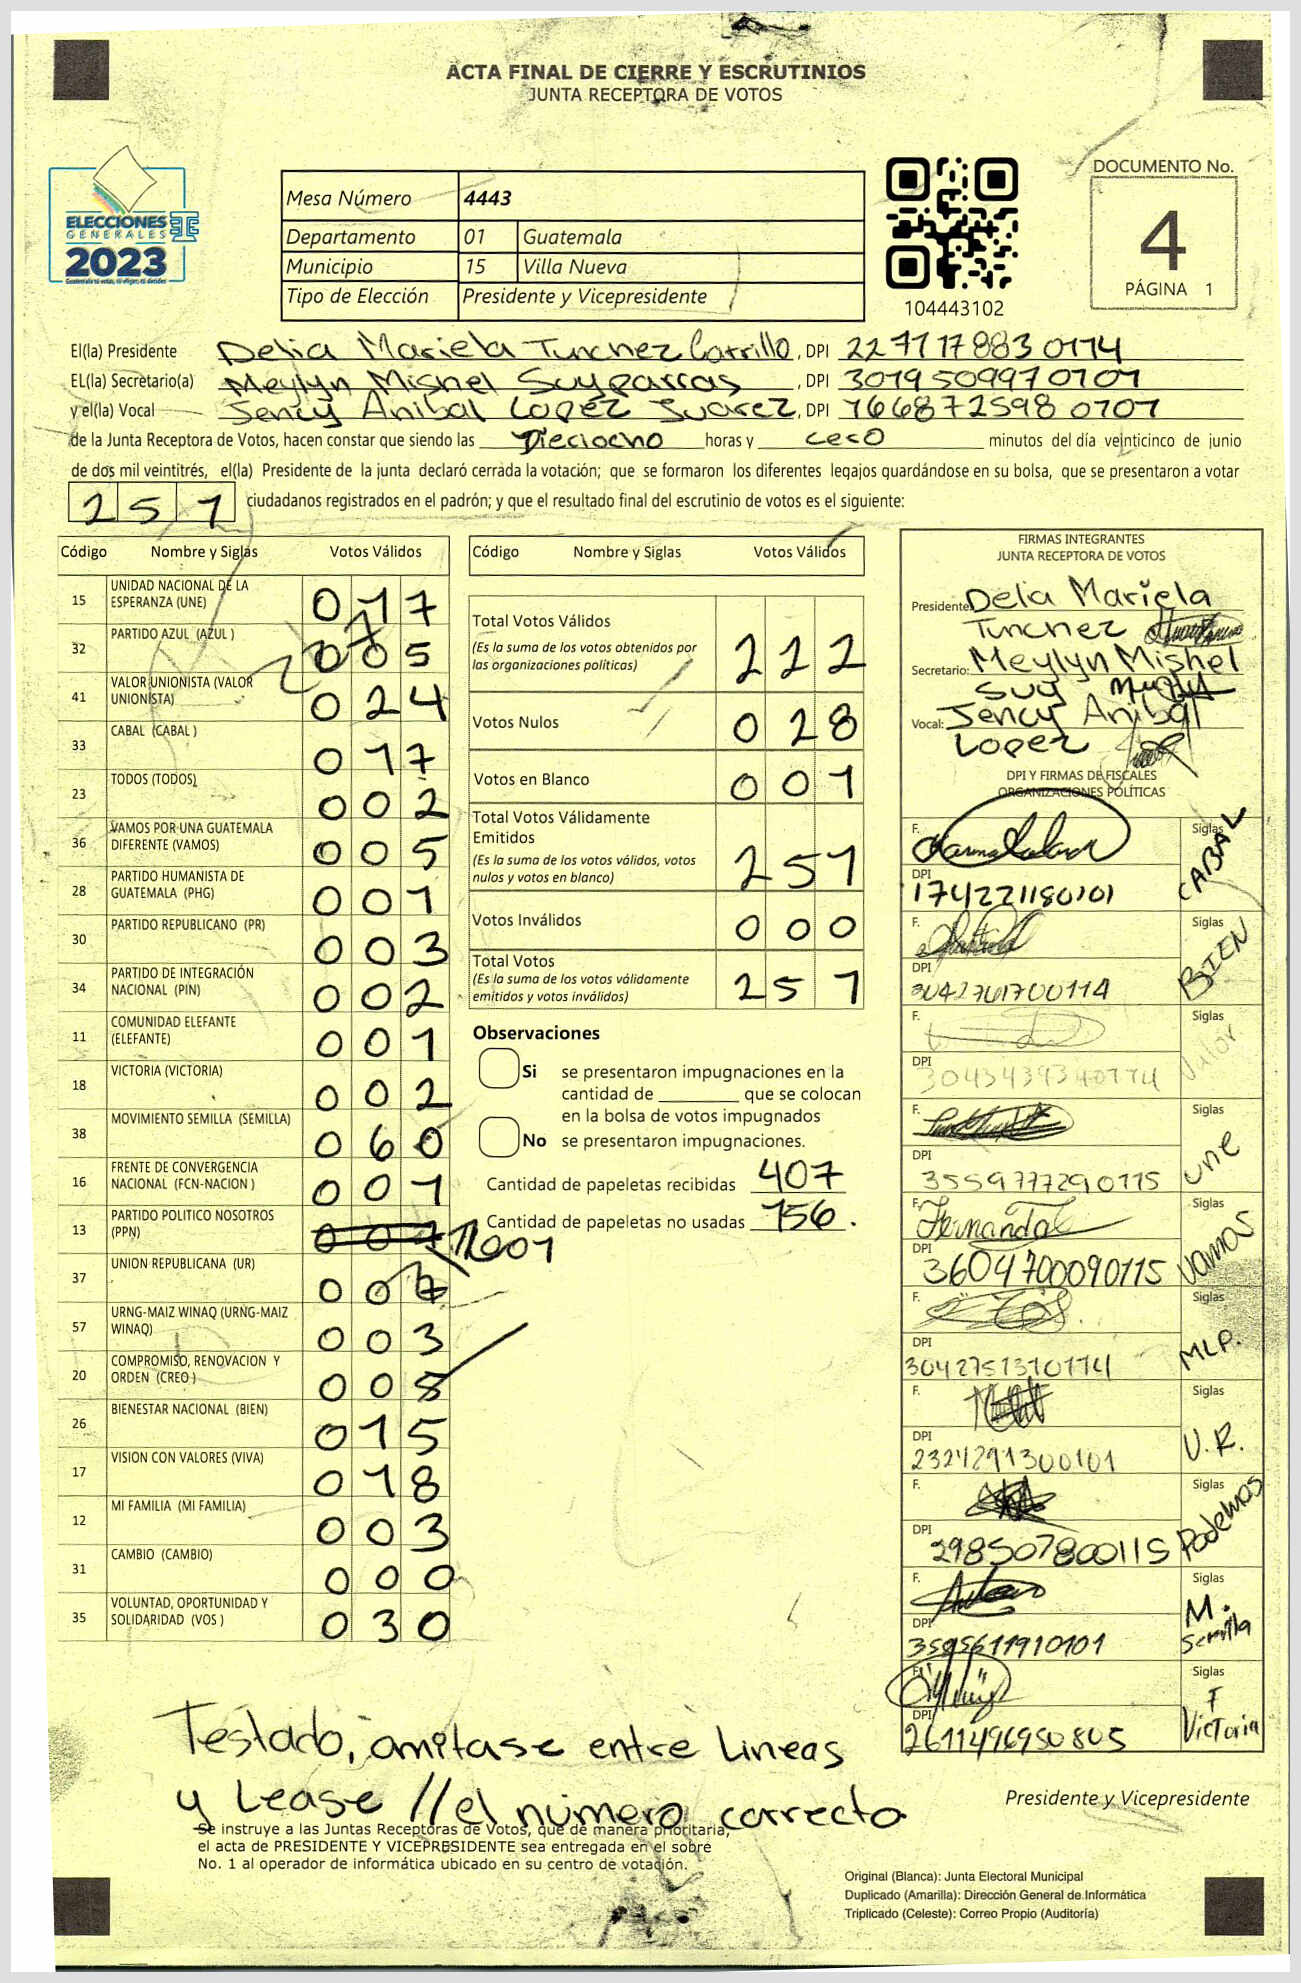 ACTA FINAL DE CIERRE Y ESCRUTINIOS
JUNTA RECEPTORA DE VOTOS
ELECCIONES
GENERALES
2023
Mesa Número 4443
Departamento 01 Guatemala
Municipio 15 Villa Nueva
Tipo de Elección Presidente y Vicepresidente
104443102
DOCUMENTO No.
4
PÁGINA 1
El(la) Presidente Delia Mariela Tunchez Carrillo, DPI 2271178830114
EL(la) Secretario(a) Meylyn Mishel Suy parras, DPI 3019509970101
y el(la) Vocal Jency Anibal Lopez Juarez, DPI 1668725980101
de la Junta Receptora de Votos, hacen constar que siendo las Dieciocho horas y cero minutos del día veinticinco de junio
de dos mil veintitrés, el(la) Presidente de la junta declaró cerrada la votación; que se formaron los diferentes legajos guardándose en su bolsa, que se presentaron a votar
251 ciudadanos registrados en el padrón; y que el resultado final del escrutinio de votos es el siguiente:
Código Nombre y Siglas Votos Válidos
15 UNIDAD NACIONAL DE LA ESPERANZA (UNE) 017
32 PARTIDO AZUL (AZUL ) 005
41 VALOR UNIONISTA (VALOR UNIONISTA) 024
33 CABAL (CABAL ) 017
23 TODOS (TODOS) 002
36 VAMOS POR UNA GUATEMALA DIFERENTE (VAMOS) 005
28 PARTIDO HUMANISTA DE GUATEMALA (PHG) 001
30 PARTIDO REPUBLICANO (PR) 003
34 PARTIDO DE INTEGRACIÓN NACIONAL (PIN) 002
11 COMUNIDAD ELEFANTE (ELEFANTE) 001
18 VICTORIA (VICTORIA) 002
38 MOVIMIENTO SEMILLA (SEMILLA) 060
16 FRENTE DE CONVERGENCIA NACIONAL (FCN-NACION ) 001
13 PARTIDO POLITICO NOSOTROS (PPN) 001
37 UNION REPUBLICANA (UR) 00
57 URNG-MAIZ WINAQ (URNG-MAIZ WINAQ) 003
20 COMPROMISO, RENOVACION Y ORDEN (CREO ) 008
26 BIENESTAR NACIONAL (BIEN) 015
17 VISION CON VALORES (VIVA) 018
12 MI FAMILIA (MI FAMILIA) 003
31 CAMBIO (CAMBIO) 000
35 VOLUNTAD, OPORTUNIDAD Y SOLIDARIDAD (VOS ) 030
Código Nombre y Siglas Votos Válidos
Total Votos Válidos
(Es la suma de los votos obtenidos por las organizaciones políticas) 222
Votos Nulos 028
Votos en Blanco 001
Total Votos Válidamente Emitidos
(Es la suma de los votos válidos, votos nulos y votos en blanco) 251
Votos Inválidos 000
Total Votos
(Es la suma de los votos válidamente emitidos y votos inválidos) 251
Observaciones
Si se presentaron impugnaciones en la
cantidad de ________ que se colocan
en la bolsa de votos impugnados
No se presentaron impugnaciones.
Cantidad de papeletas recibidas 407
Cantidad de papeletas no usadas 156.
FIRMAS INTEGRANTES
JUNTA RECEPTORA DE VOTOS
Presidente: Delia Mariela
Tunchez
Secretario: Meylyn Mishel
Suy
Vocal: Jency Anibal
Lopez
DPI Y FIRMAS DE FISCALES
ORGANIZACIONES POLÍTICAS
F. Siglas CABAL
DPI 174221180101
F. Siglas BIEN
DPI 3042761700114
F. Siglas Valor
DPI 3043439340114
F. Siglas une
DPI 3559777290115
F. Fernanda Siglas VAMOS
DPI 3604700090115
F. Siglas MLP.
DPI 3042751310114
F. Siglas U.R.
DPI 2324291300101
F. Siglas Podemos
DPI 298507800115
F. Siglas M. Semilla
DPI 3595611910101
F. Siglas F Victoria
DPI 2611496950805
Testado, omitase entre lineas
y Lease // el número correcto
Se instruye a las Juntas Receptoras de Votos, que de manera prioritaria,
el acta de PRESIDENTE Y VICEPRESIDENTE sea entregada en el sobre
No. 1 al operador de informática ubicado en su centro de votación.
Presidente y Vicepresidente
Original (Blanca): Junta Electoral Municipal
Duplicado (Amarilla): Dirección General de Informática
Triplicado (Celeste): Correo Propio (Auditoría)